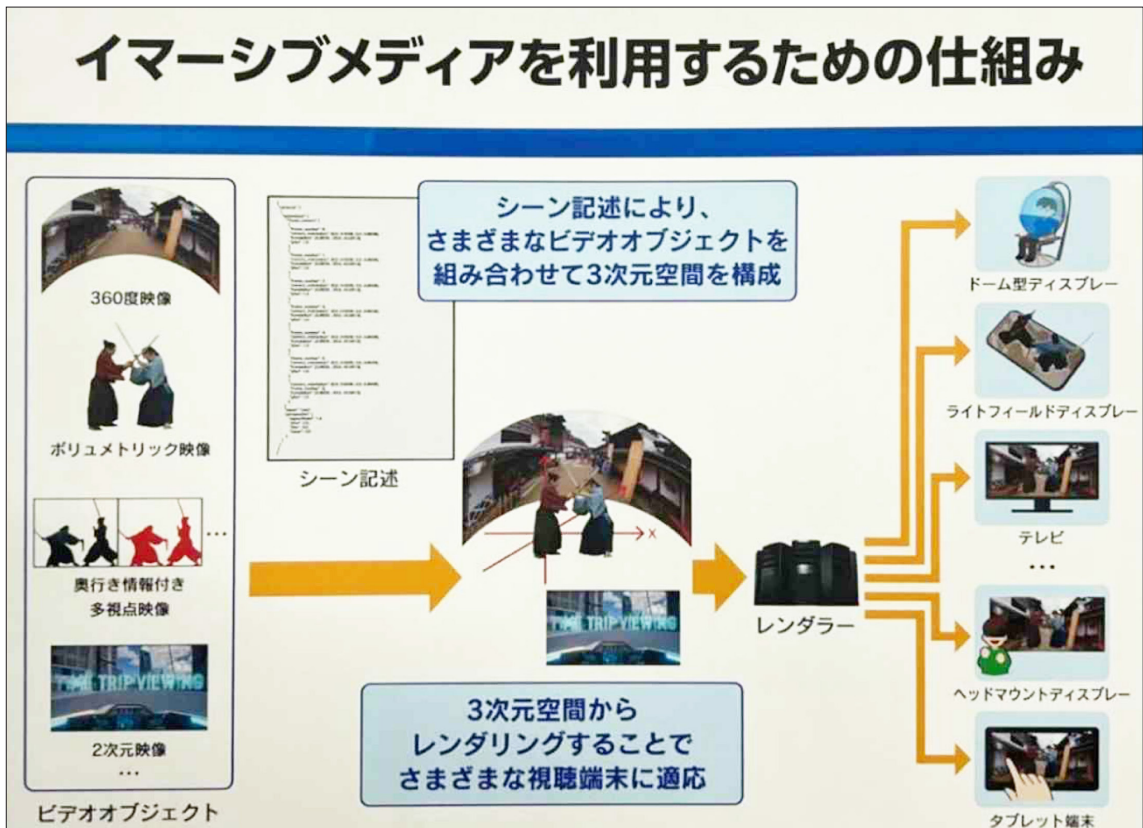 イマーシブメディアを利用するための仕組み
360度映像
ボリュメトリック映像
...
奥行き情報付き
多視点映像
TIME TRIP VIEWING
2次元映像
...
ビデオオブジェクト
シーン記述
シーン記述により、
さまざまなビデオオブジェクトを
組み合わせて3次元空間を構成
X
TIME TRIP VIEWING
3次元空間から
レンダリングすることで
さまざまな視聴端末に適応
レンダラー
ドーム型ディスプレー
ライトフィールドディスプレー
テレビ
...
ヘッドマウントディスプレー
タブレット端末